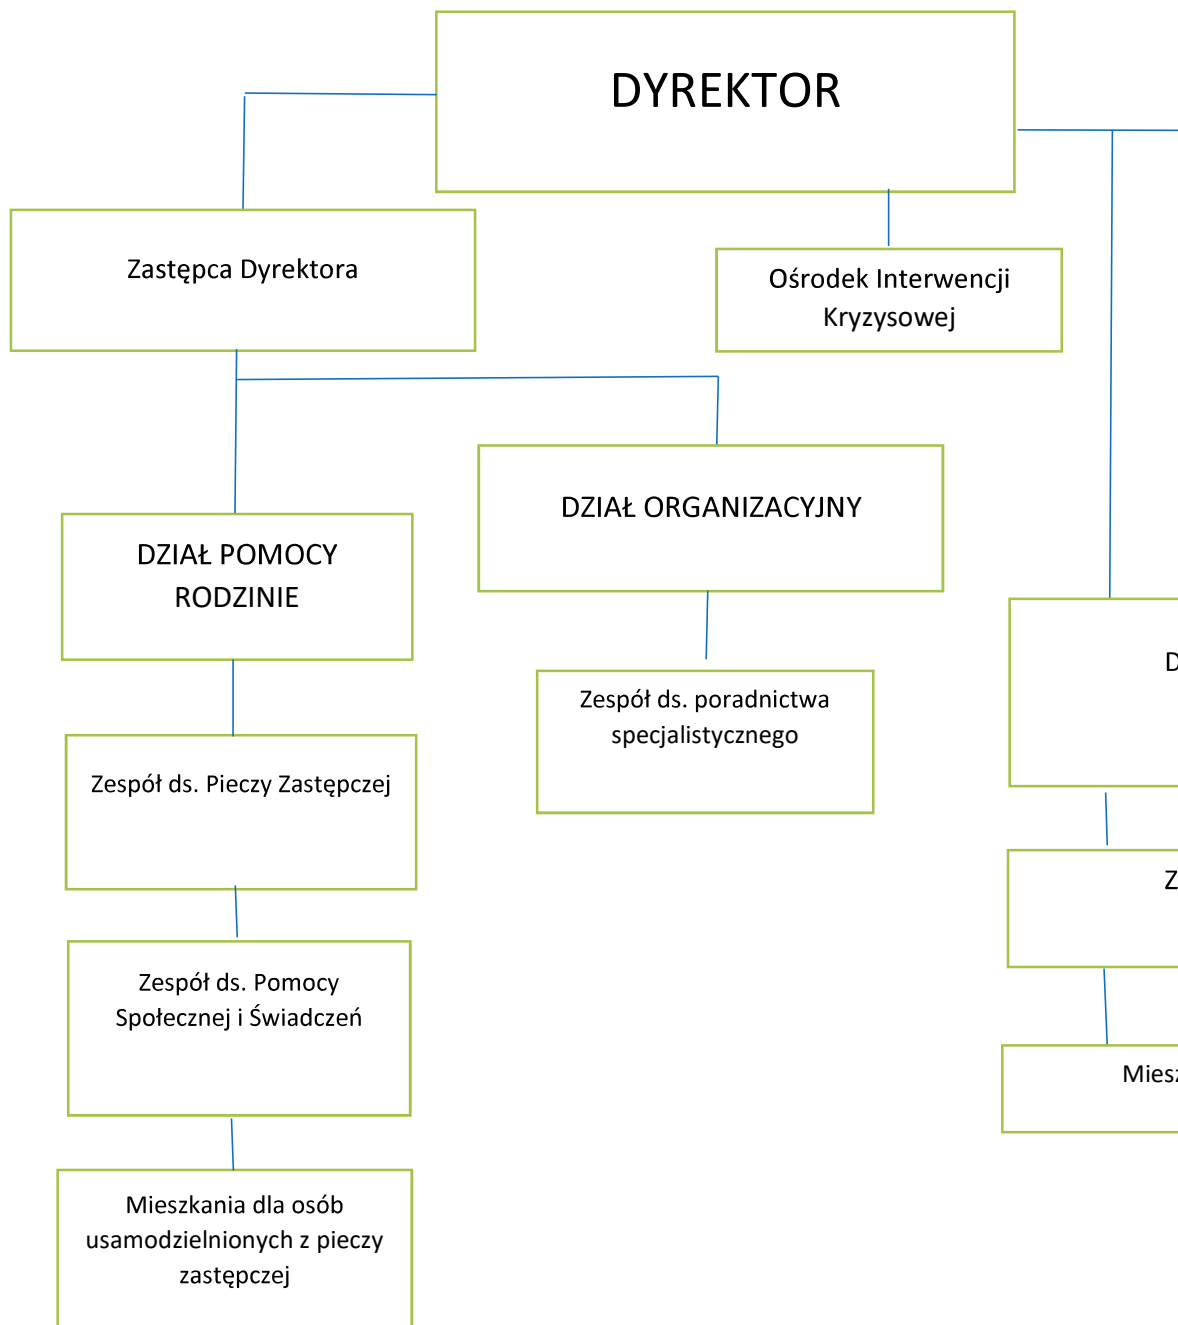 DYREKTOR
Zastępca Dyrektora
Ośrodek Interwencji
Kryzysowej
DZIAŁ ORGANIZACYJNY
DZIAŁ POMOCY
RODZINIE
Zespół ds. poradnictwa
specjalistycznego
Zespół ds. Pieczy Zastępczej
Zespół ds. Pomocy
Społecznej i Świadczeń
Mieszkania dla osób
usamodzielnionych z pieczy
zastępczej